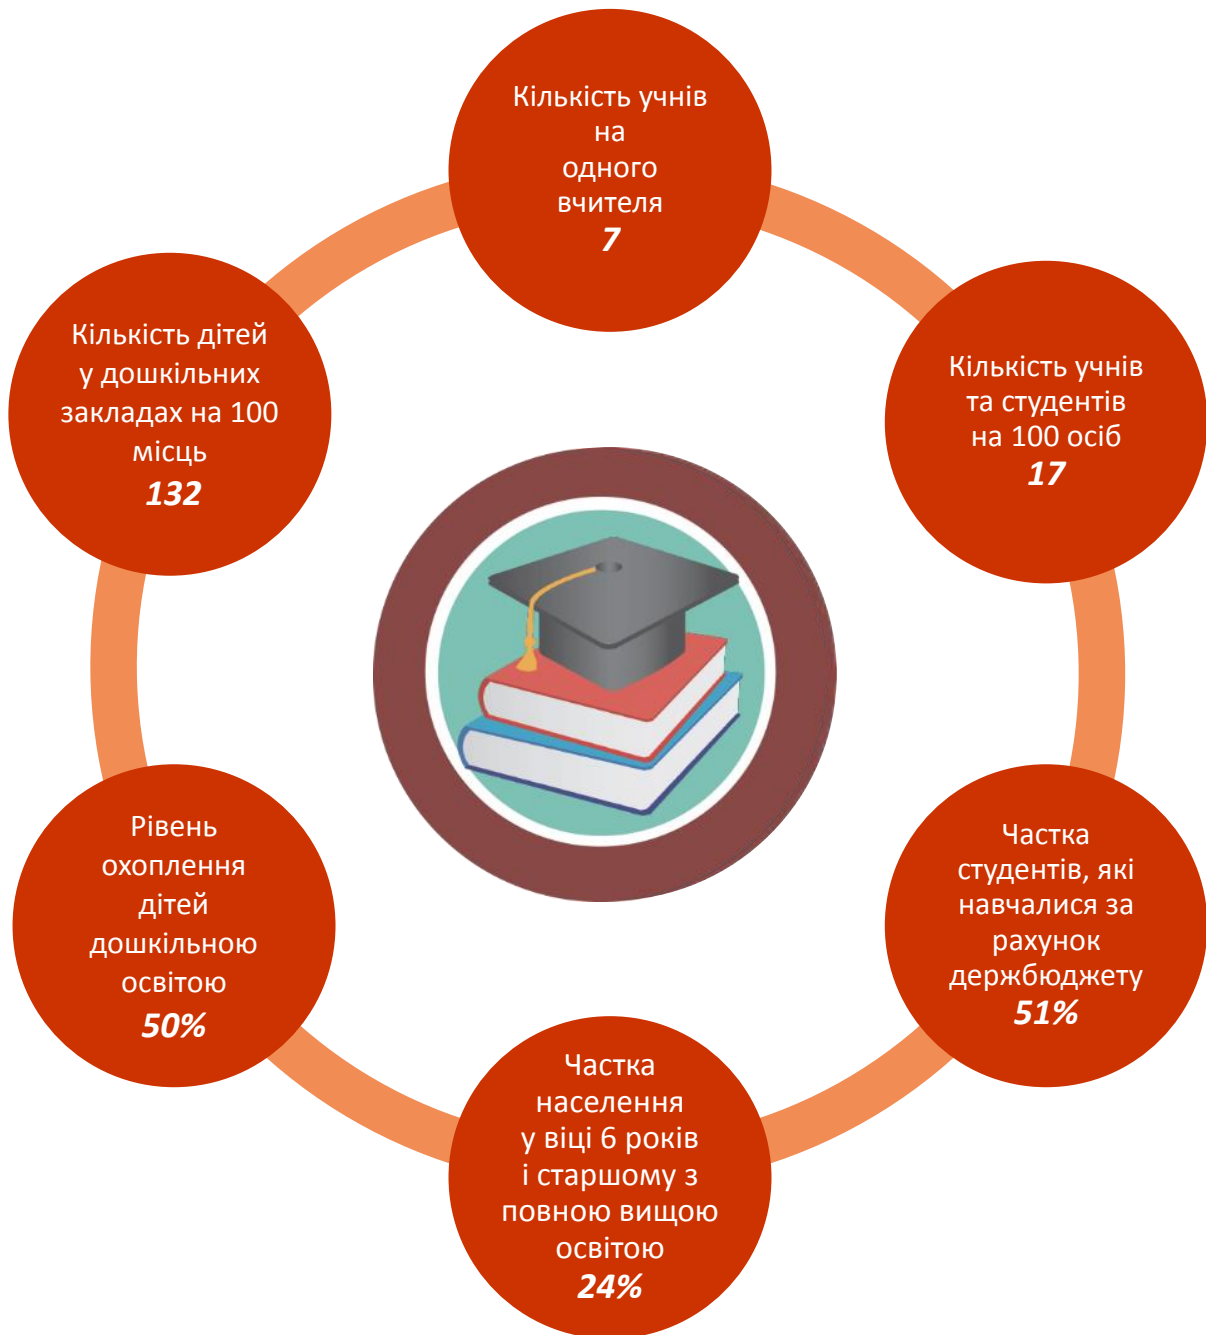 Кількість учнів
на
одного
вчителя
7
Кількість учнів
та студентів
на 100 осіб
17
Частка
студентів, які
навчалися за
рахунок
держбюджету
51%
Частка
населення
у віці 6 років
і старшому з
повною вищою
освітою
24%
Рівень
охоплення
дітей
дошкільною
освітою
50%
Кількість дітей
у дошкільних
закладах на 100
місць
132